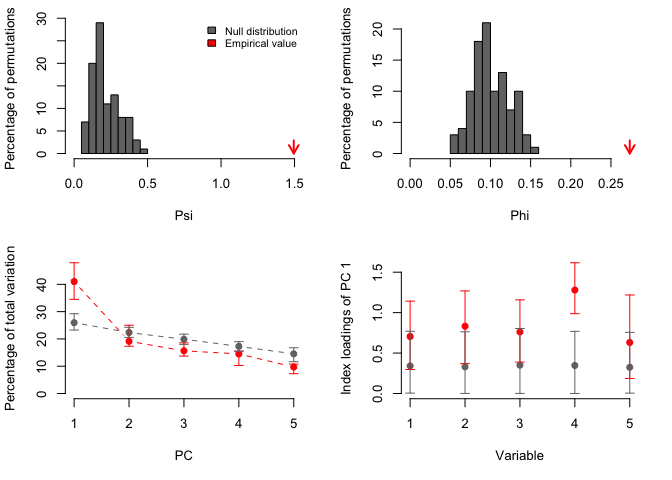 Percentage of permutations
30
20
10
5
0
Null distribution
Empirical value
0.0 0.5 1.0 1.5
Psi
Percentage of permutations
20
15
10
5
0
0.00 0.05 0.10 0.15 0.20 0.25
Phi
Percentage of total variation
40
30
20
10
0
1 2 3 4 5
PC
Index loadings of PC 1
1.5
1.0
0.5
0.0
1 2 3 4 5
Variable